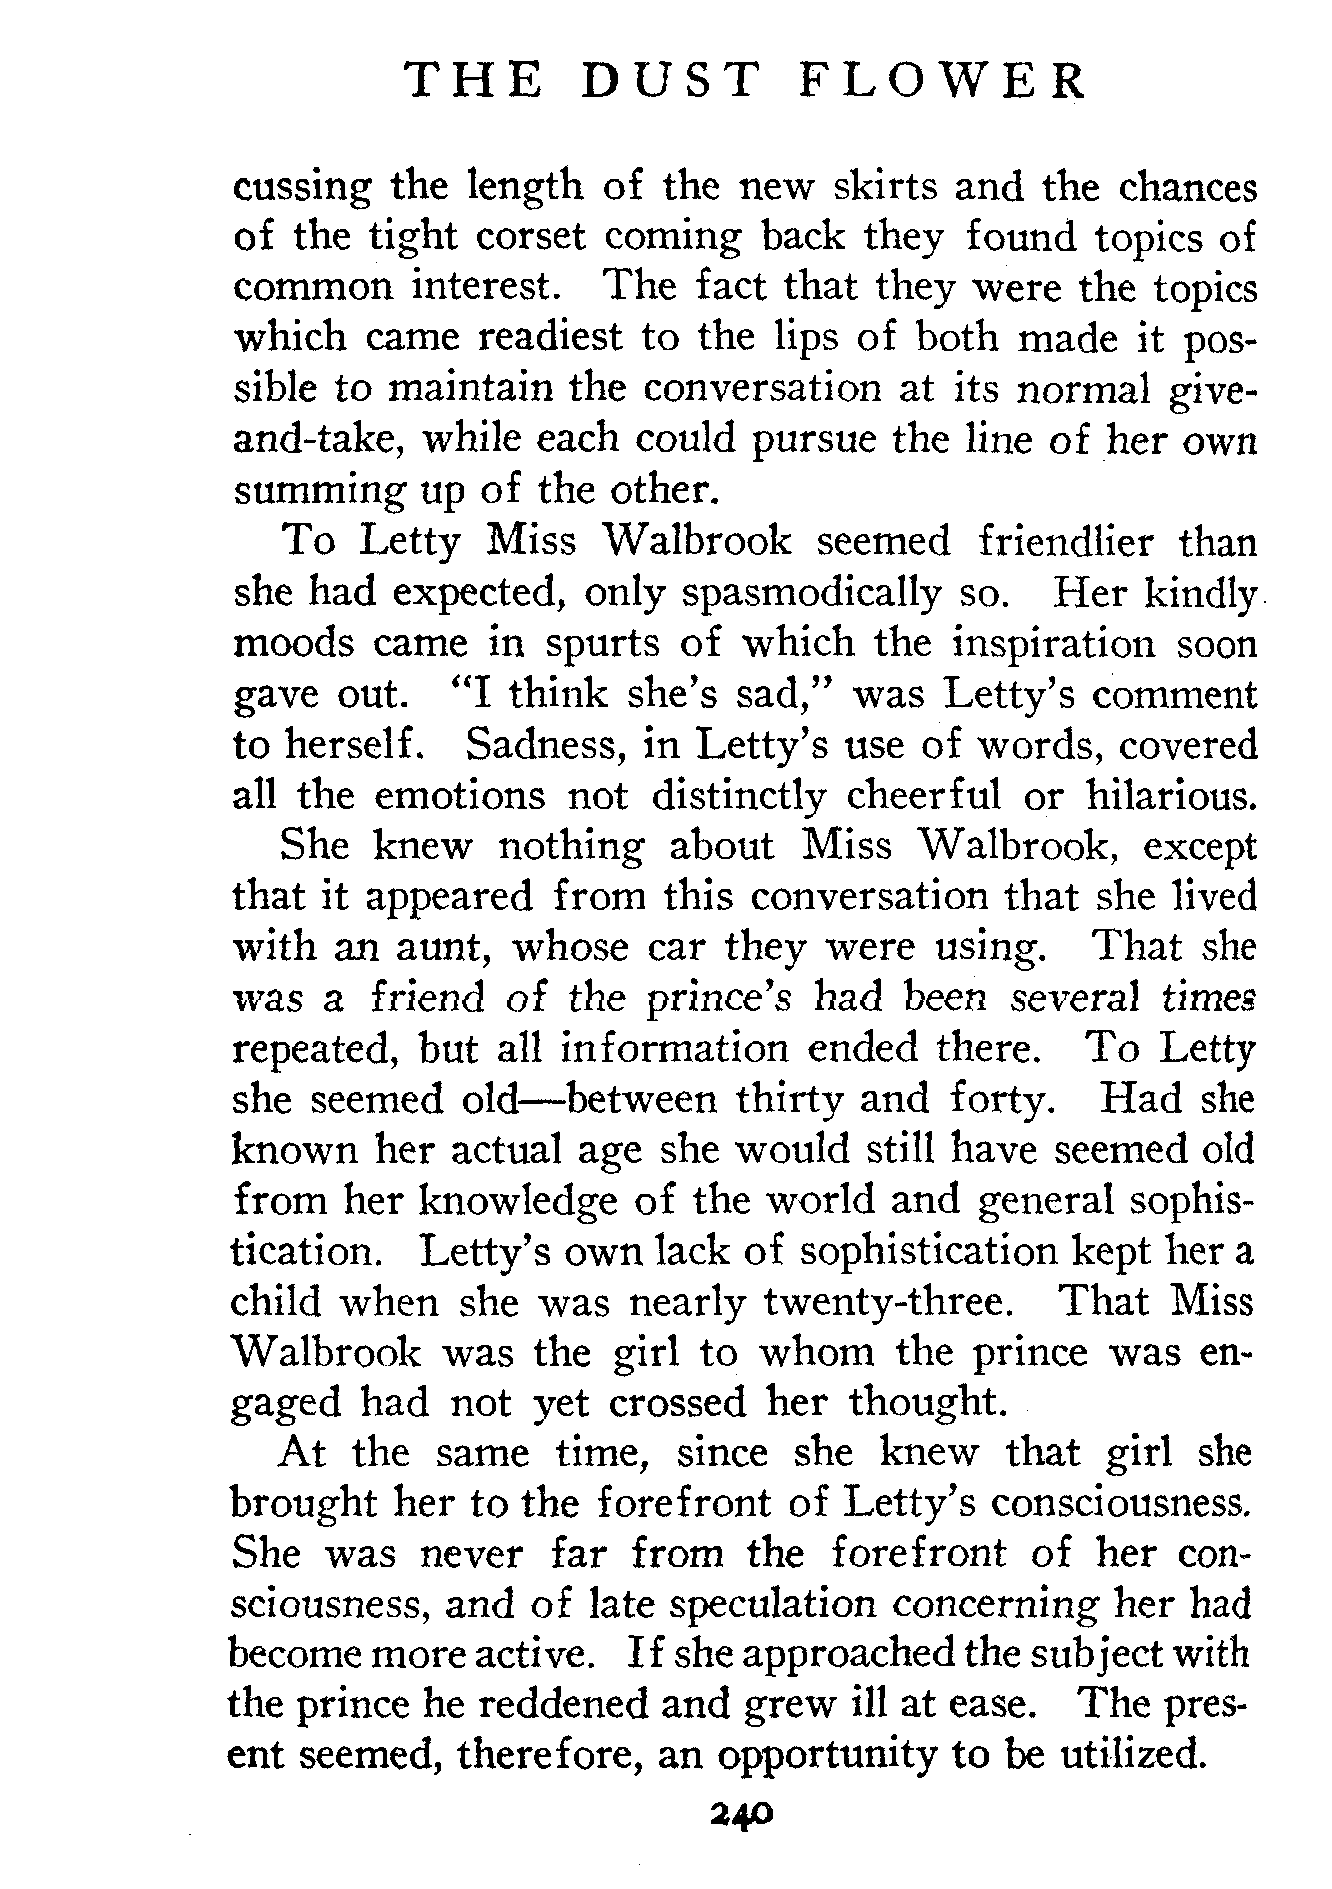 THE DUST FLOWER
cussing the length of the new skirts and the chances
of the tight corset coming back they found topics of
common interest. The fact that they were the topics
which came readiest to the lips of both made it pos-
sible to maintain the conversation at its normal give-
and-take, while each could pursue the line of her own
summing up of the other.
To Letty Miss Walbrook seemed friendlier than
she had expected, only spasmodically so. Her kindly
moods came in spurts of which the inspiration soon
gave out. "I think she's sad," was Letty's comment
to herself. Sadness, in Letty's use of words, covered
all the emotions not distinctly cheerful or hilarious.
She knew nothing about Miss Walbrook, except
that it appeared from this conversation that she lived
with an aunt, whose car they were using. That she
was a friend of the prince's had been several times
repeated, but all information ended there. To Letty
she seemed old—between thirty and forty. Had she
known her actual age she would still have seemed old
from her knowledge of the world and general sophis-
tication. Letty's own lack of sophistication kept her a
child when she was nearly twenty-three. That Miss
Walbrook was the girl to whom the prince was en-
gaged had not yet crossed her thought.
At the same time, since she knew that girl she
brought her to the forefront of Letty's consciousness.
She was never far from the forefront of her con-
sciousness, and of late speculation concerning her had
become more active. If she approached the subject with
the prince he reddened and grew ill at ease. The pres-
ent seemed, therefore, an opportunity to be utilized.
240